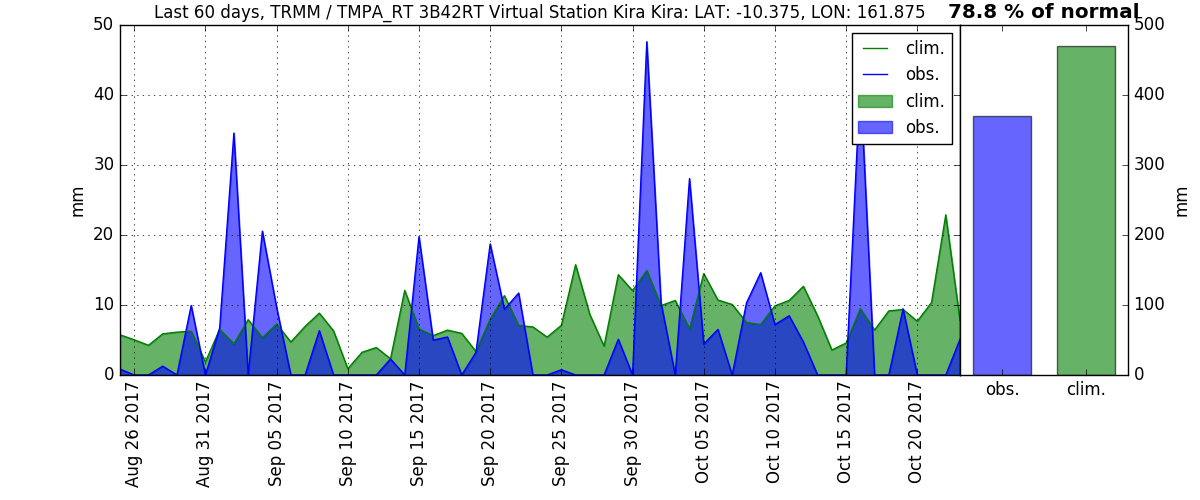 Last 60 days, TRMM / TMPA_RT 3B42RT Virtual Station Kira Kira: LAT: -10.375, LON: 161.875
78.8 % of normal
50
40
30
20
10
0
mm
clim.
obs.
clim.
obs.
500
400
300
200
100
0
mm
Aug 26 2017
Aug 31 2017
Sep 05 2017
Sep 10 2017
Sep 15 2017
Sep 20 2017
Sep 25 2017
Sep 30 2017
Oct 05 2017
Oct 10 2017
Oct 15 2017
Oct 20 2017
obs.
clim.